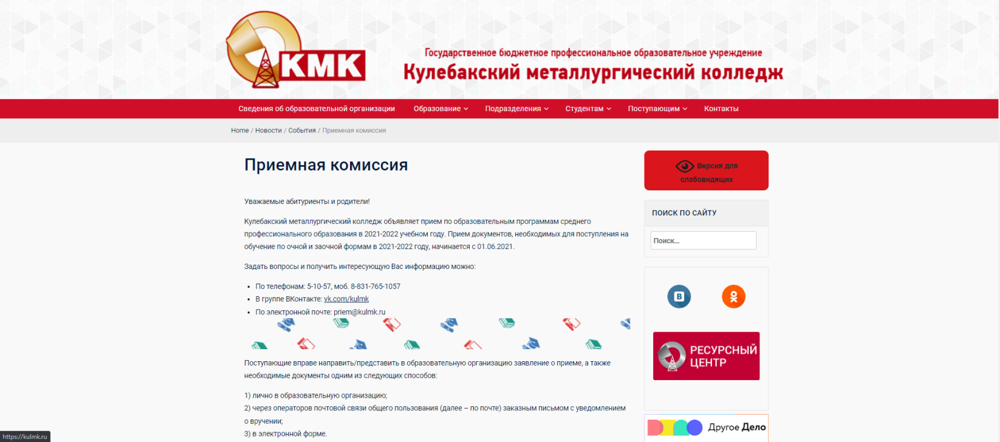 КМК
Государственное бюджетное профессиональное образовательное учреждение
Кулебакский металлургический колледж
Сведения об образовательной организации Образование Подразделения Студентам Поступающим Контакты
Home / Новости / События / Приемная комиссия
Приемная комиссия
Уважаемые абитуриенты и родители!
Кулебакский металлургический колледж объявляет прием по образовательным программам среднего
профессионального образования в 2021-2022 учебном году. Прием документов, необходимых для поступления на
обучение по очной и заочной формам в 2021-2022 году, начинается с 01.06.2021.
Задать вопросы и получить интересующую Вас информацию можно:
• По телефонам: 5-10-57, моб. 8-831-765-1057
• В группе ВКонтакте: vk.com/kulmk
• По электронной почте: priem@kulmk.ru
Поступающие вправе направить/представить в образовательную организацию заявление о приеме, а также
необходимые документы одним из следующих способов:
1) лично в образовательную организацию;
2) через операторов почтовой связи общего пользования (далее – по почте) заказным письмом с уведомлением
о вручении;
3) в электронной форме.
Версия для
слабовидящих
ПОИСК ПО САЙТУ
Поиск...
РЕСУРСНЫЙ
ЦЕНТР
Другое Дело
https://kulmk.ru